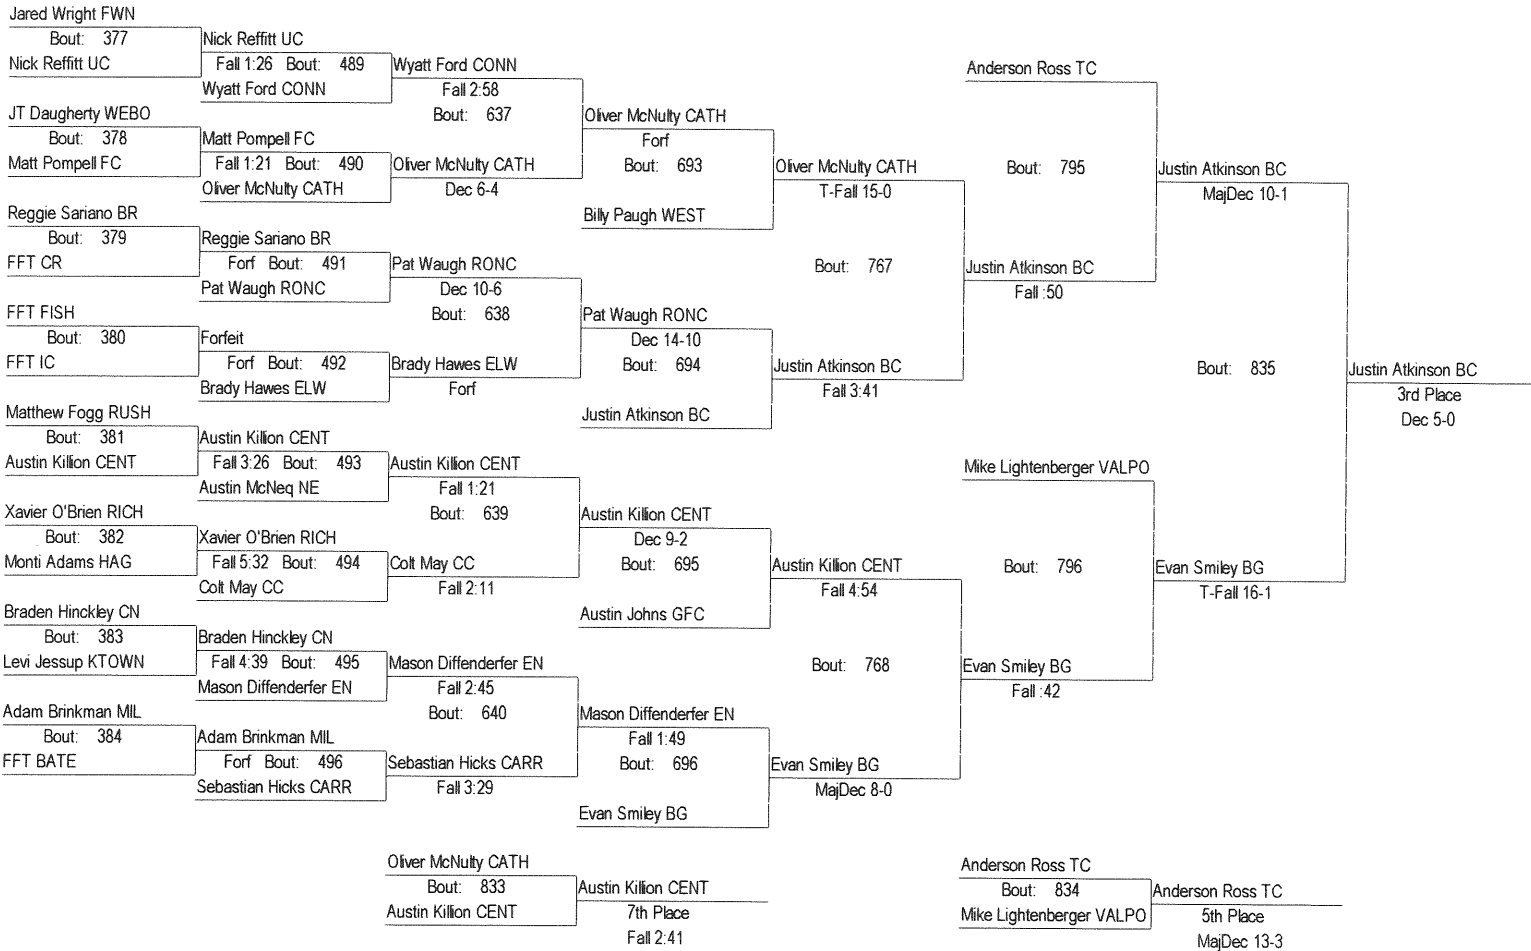 Jared Wright FWN
Bout: 377
Nick Reffitt UC
JT Daugherty WEBO
Bout: 378
Matt Pompell FC
Reggie Sariano BR
Bout: 379
FFT CR
FFT FISH
Bout: 380
FFT IC
Matthew Fogg RUSH
Bout: 381
Austin Killion CENT
Xavier O'Brien RICH
Bout: 382
Monti Adams HAG
Braden Hinckley CN
Bout: 383
Levi Jessup KTOWN
Adam Brinkman MIL
Bout: 384
FFT BATE
Nick Reffitt UC
Fall 1:26 Bout: 489
Wyatt Ford CONN
Matt Pompell FC
Fall 1:21 Bout: 490
Oliver McNulty CATH
Reggie Sariano BR
Forf Bout: 491
Pat Waugh RONC
Forfeit
Forf Bout: 492
Brady Hawes ELW
Austin Killion CENT
Fall 3:26 Bout: 493
Austin McNeq NE
Xavier O'Brien RICH
Fall 5:32 Bout: 494
Colt May CC
Braden Hinckley CN
Fall 4:39 Bout: 495
Mason Diffenderfer EN
Adam Brinkman MIL
Forf Bout: 496
Sebastian Hicks CARR
Wyatt Ford CONN
Fall 2:58
Bout: 637
Oliver McNulty CATH
Dec 6-4
Pat Waugh RONC
Dec 10-6
Bout: 638
Brady Hawes ELW
Forf
Austin Killion CENT
Fall 1:21
Bout: 639
Colt May CC
Fall 2:11
Mason Diffenderfer EN
Fall 2:45
Bout: 640
Sebastian Hicks CARR
Fall 3:29
Oliver McNulty CATH
Forf
Bout: 693
Billy Paugh WEST
Pat Waugh RONC
Dec 14-10
Bout: 694
Justin Atkinson BC
Austin Killion CENT
Dec 9-2
Bout: 695
Austin Johns GFC
Mason Diffenderfer EN
Fall 1:49
Bout: 696
Evan Smiley BG
Oliver McNulty CATH
T-Fall 15-0
Bout: 767
Justin Atkinson BC
Fall 3:41
Austin Killion CENT
Fall 4:54
Bout: 768
Evan Smiley BG
MajDec 8-0
Anderson Ross TC
Bout: 795
Justin Atkinson BC
Fall :50
Mike Lightenberger VALPO
Bout: 796
Evan Smiley BG
Fall :42
Justin Atkinson BC
MajDec 10-1
Bout: 835
Evan Smiley BG
T-Fall 16-1
Justin Atkinson BC
3rd Place
Dec 5-0
Oliver McNulty CATH
Bout: 833
Austin Killion CENT
Austin Killion CENT
7th Place
Fall 2:41
Anderson Ross TC
Bout: 834
Mike Lightenberger VALPO
Anderson Ross TC
5th Place
MajDec 13-3